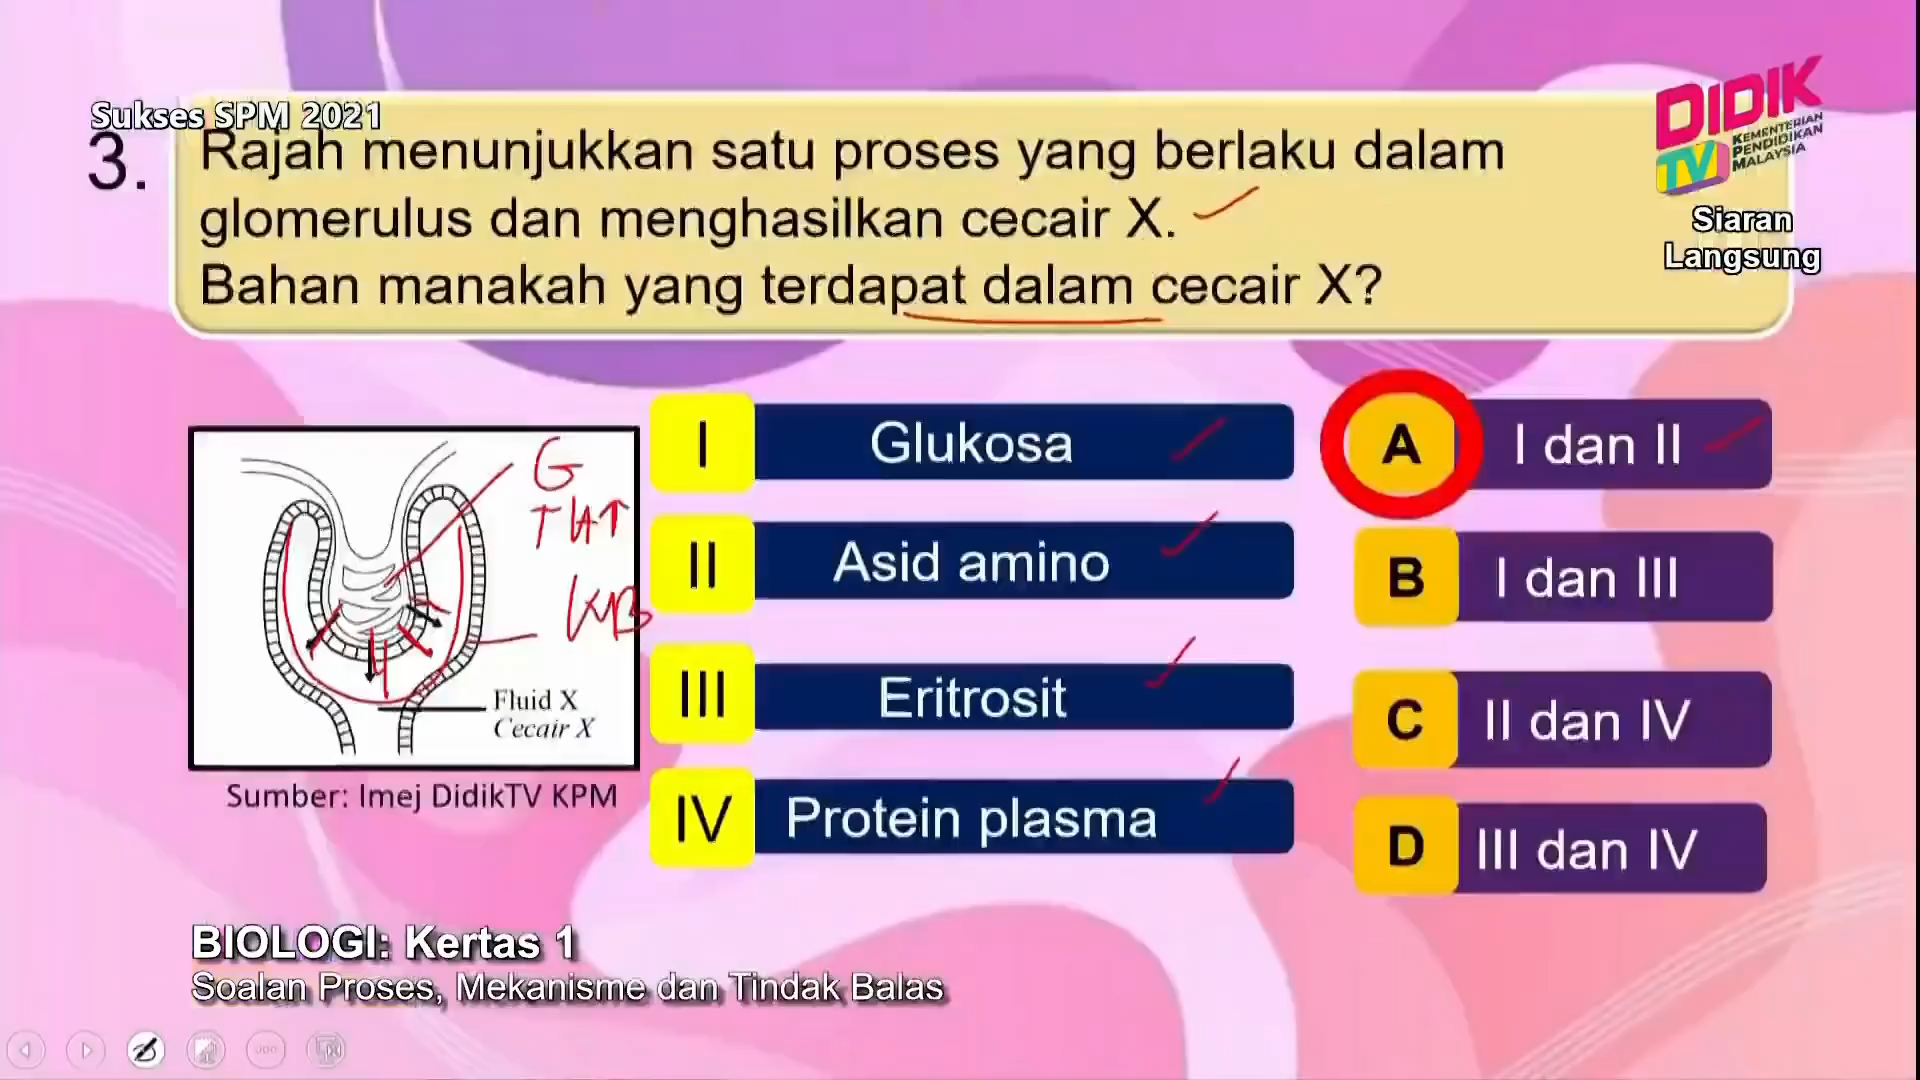 Sukses SPM 2021
3.
Rajah menunjukkan satu proses yang berlaku dalam
glomerulus dan menghasilkan cecair X.
Bahan manakah yang terdapat dalam cecair X?
DIDIK
TV
KEMENTERIAN
PENDIDIKAN
MALAYSIA
Siaran
Langsung
G
THT
KB
Fluid X
Cecair X
Sumber: Imej DidikTV KPM
I Glukosa
II Asid amino
III Eritrosit
IV Protein plasma
A I dan II
B I dan III
C II dan IV
D III dan IV
BIOLOGI: Kertas 1
Soalan Proses, Mekanisme dan Tindak Balas